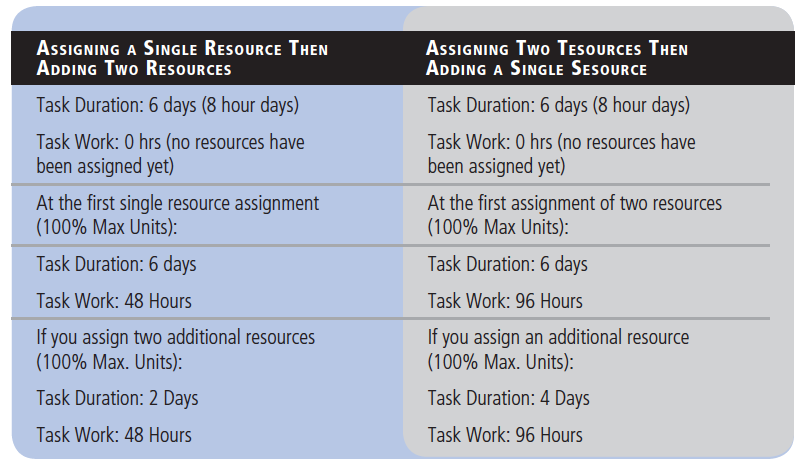 Assigning a Single Resource Then
Adding Two Resources
Task Duration: 6 days (8 hour days)
Task Work: 0 hrs (no resources have
been assigned yet)
At the first single resource assignment
(100% Max Units):
Task Duration: 6 days
Task Work: 48 Hours
If you assign two additional resources
(100% Max. Units):
Task Duration: 2 Days
Task Work: 48 Hours
Assigning Two Tesources Then
Adding a Single Sesource
Task Duration: 6 days (8 hour days)
Task Work: 0 hrs (no resources have
been assigned yet)
At the first assignment of two resources
(100% Max Units):
Task Duration: 6 days
Task Work: 96 Hours
If you assign an additional resource
(100% Max. Units):
Task Duration: 4 Days
Task Work: 96 Hours